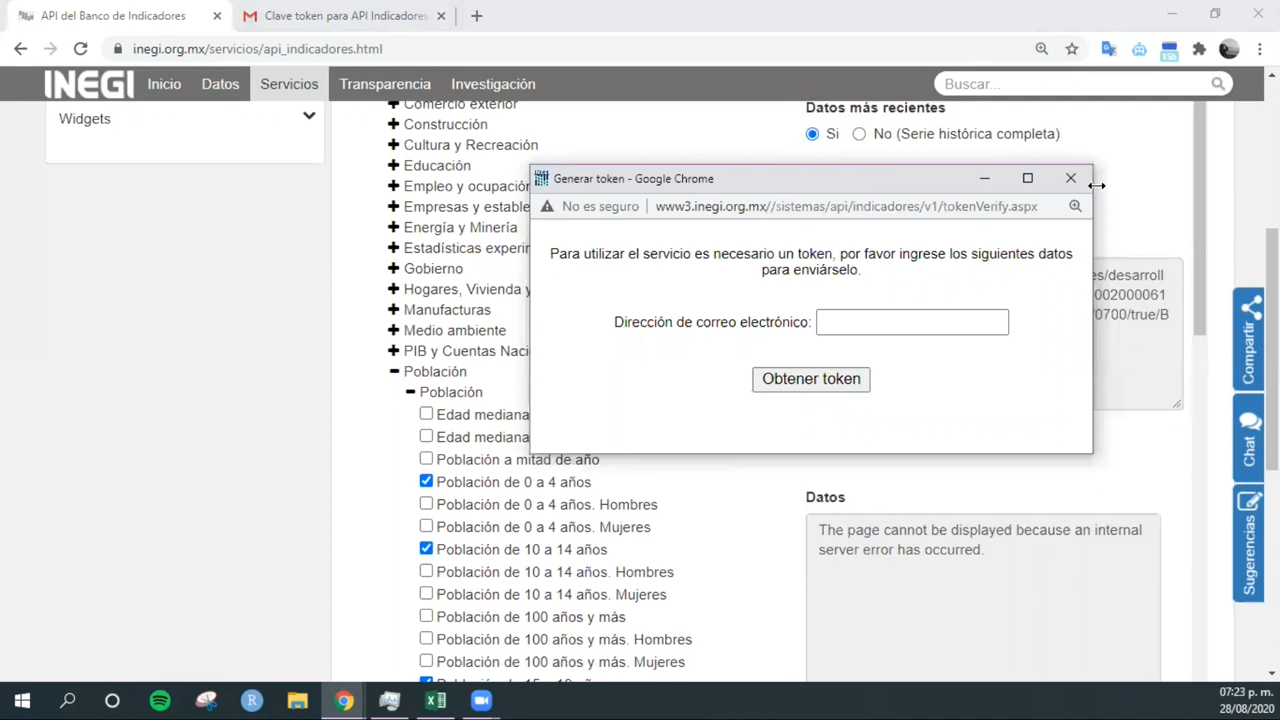 API del Banco de Indicadores
Clave token para API Indicadores
inegi.org.mx/servicios/api_indicadores.html
15h
INEGI
Inicio
Datos
Servicios
Transparencia
Investigación
Buscar...
Widgets
Comercio exterior
Construcción
Cultura y Recreación
Educación
Empleo y ocupación
Empresas y estable
Energía y Minería
Estadísticas experi
Gobierno
Hogares, Vivienda y
Manufacturas
Medio ambiente
PIB y Cuentas Naci
Población
Población
Edad mediana
Edad mediana
Población a mitad de año
Población de 0 a 4 años
Población de 0 a 4 años. Hombres
Población de 0 a 4 años. Mujeres
Población de 10 a 14 años
Población de 10 a 14 años. Hombres
Población de 10 a 14 años. Mujeres
Población de 100 años y más
Población de 100 años y más. Hombres
Población de 100 años y más. Mujeres
Datos más recientes
Si
No (Serie histórica completa)
Generar token - Google Chrome
No es seguro
www3.inegi.org.mx//sistemas/api/indicadores/v1/tokenVerify.aspx
Para utilizar el servicio es necesario un token, por favor ingrese los siguientes datos
para enviárselo.
Dirección de correo electrónico:
Obtener token
es/desarroll
002000061
/0700/true/B
Datos
The page cannot be displayed because an internal
server error has occurred.
Compartir
Chat
Sugerencias
07:23 p. m.
28/08/2020